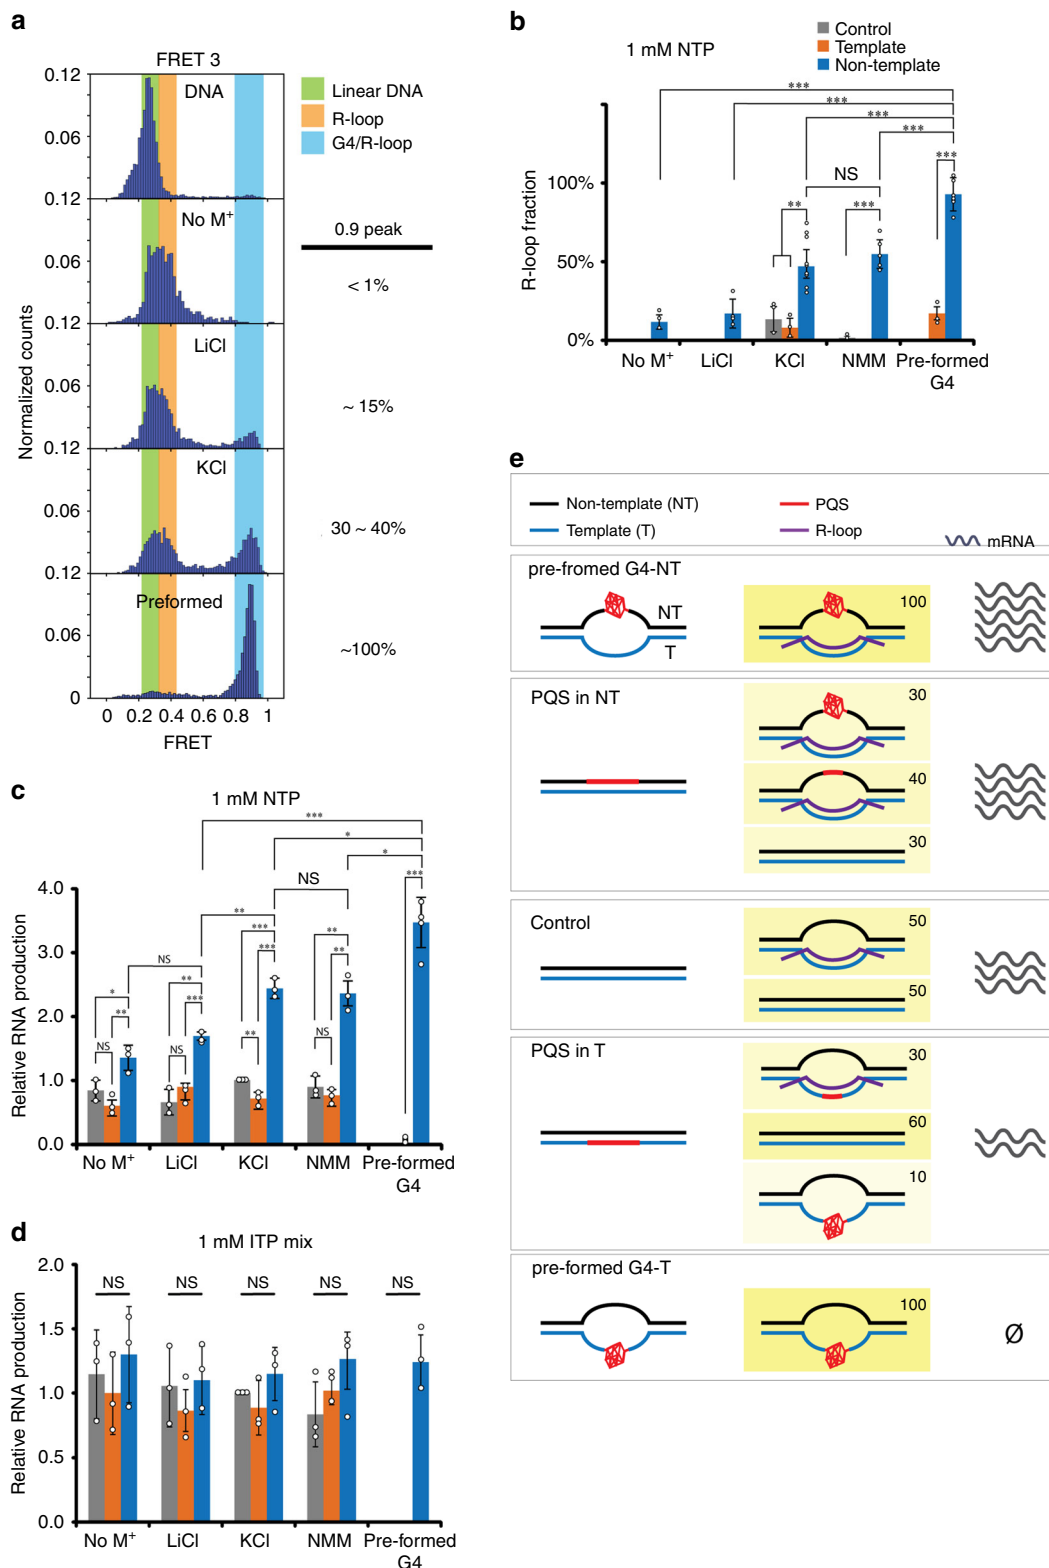 a
FRET 3
0.12
DNA
0.06
0.12
No M+
0.06
0.12
LiCl
0.06
0.12
KCl
0.06
0.12
Preformed
0.06
0
0 0.2 0.4 0.6 0.8 1
FRET
Normalized counts
Linear DNA
R-loop
G4/R-loop
0.9 peak
< 1%
~ 15%
30 ~ 40%
~100%
b
1 mM NTP
Control
Template
Non-template
***
***
***
***
***
NS
**
***
100%
50%
0%
R-loop fraction
No M+ LiCl KCl NMM Pre-formed
G4
c
1 mM NTP
***
*
*
***
NS
**
***
***
**
**
**
NS
NS
**
***
NS
*
**
NS
4.0
3.0
2.0
1.0
0.0
Relative RNA production
No M+ LiCl KCl NMM Pre-formed
G4
d
1 mM ITP mix
2.0
1.5
1.0
0.5
0.0
NS NS NS NS NS
Relative RNA production
No M+ LiCl KCl NMM Pre-formed
G4
e
Non-template (NT)
PQS
Template (T)
R-loop
mRNA
pre-fromed G4-NT
NT
T
100
PQS in NT
30
40
30
Control
50
50
PQS in T
30
60
10
pre-formed G4-T
100
Ø